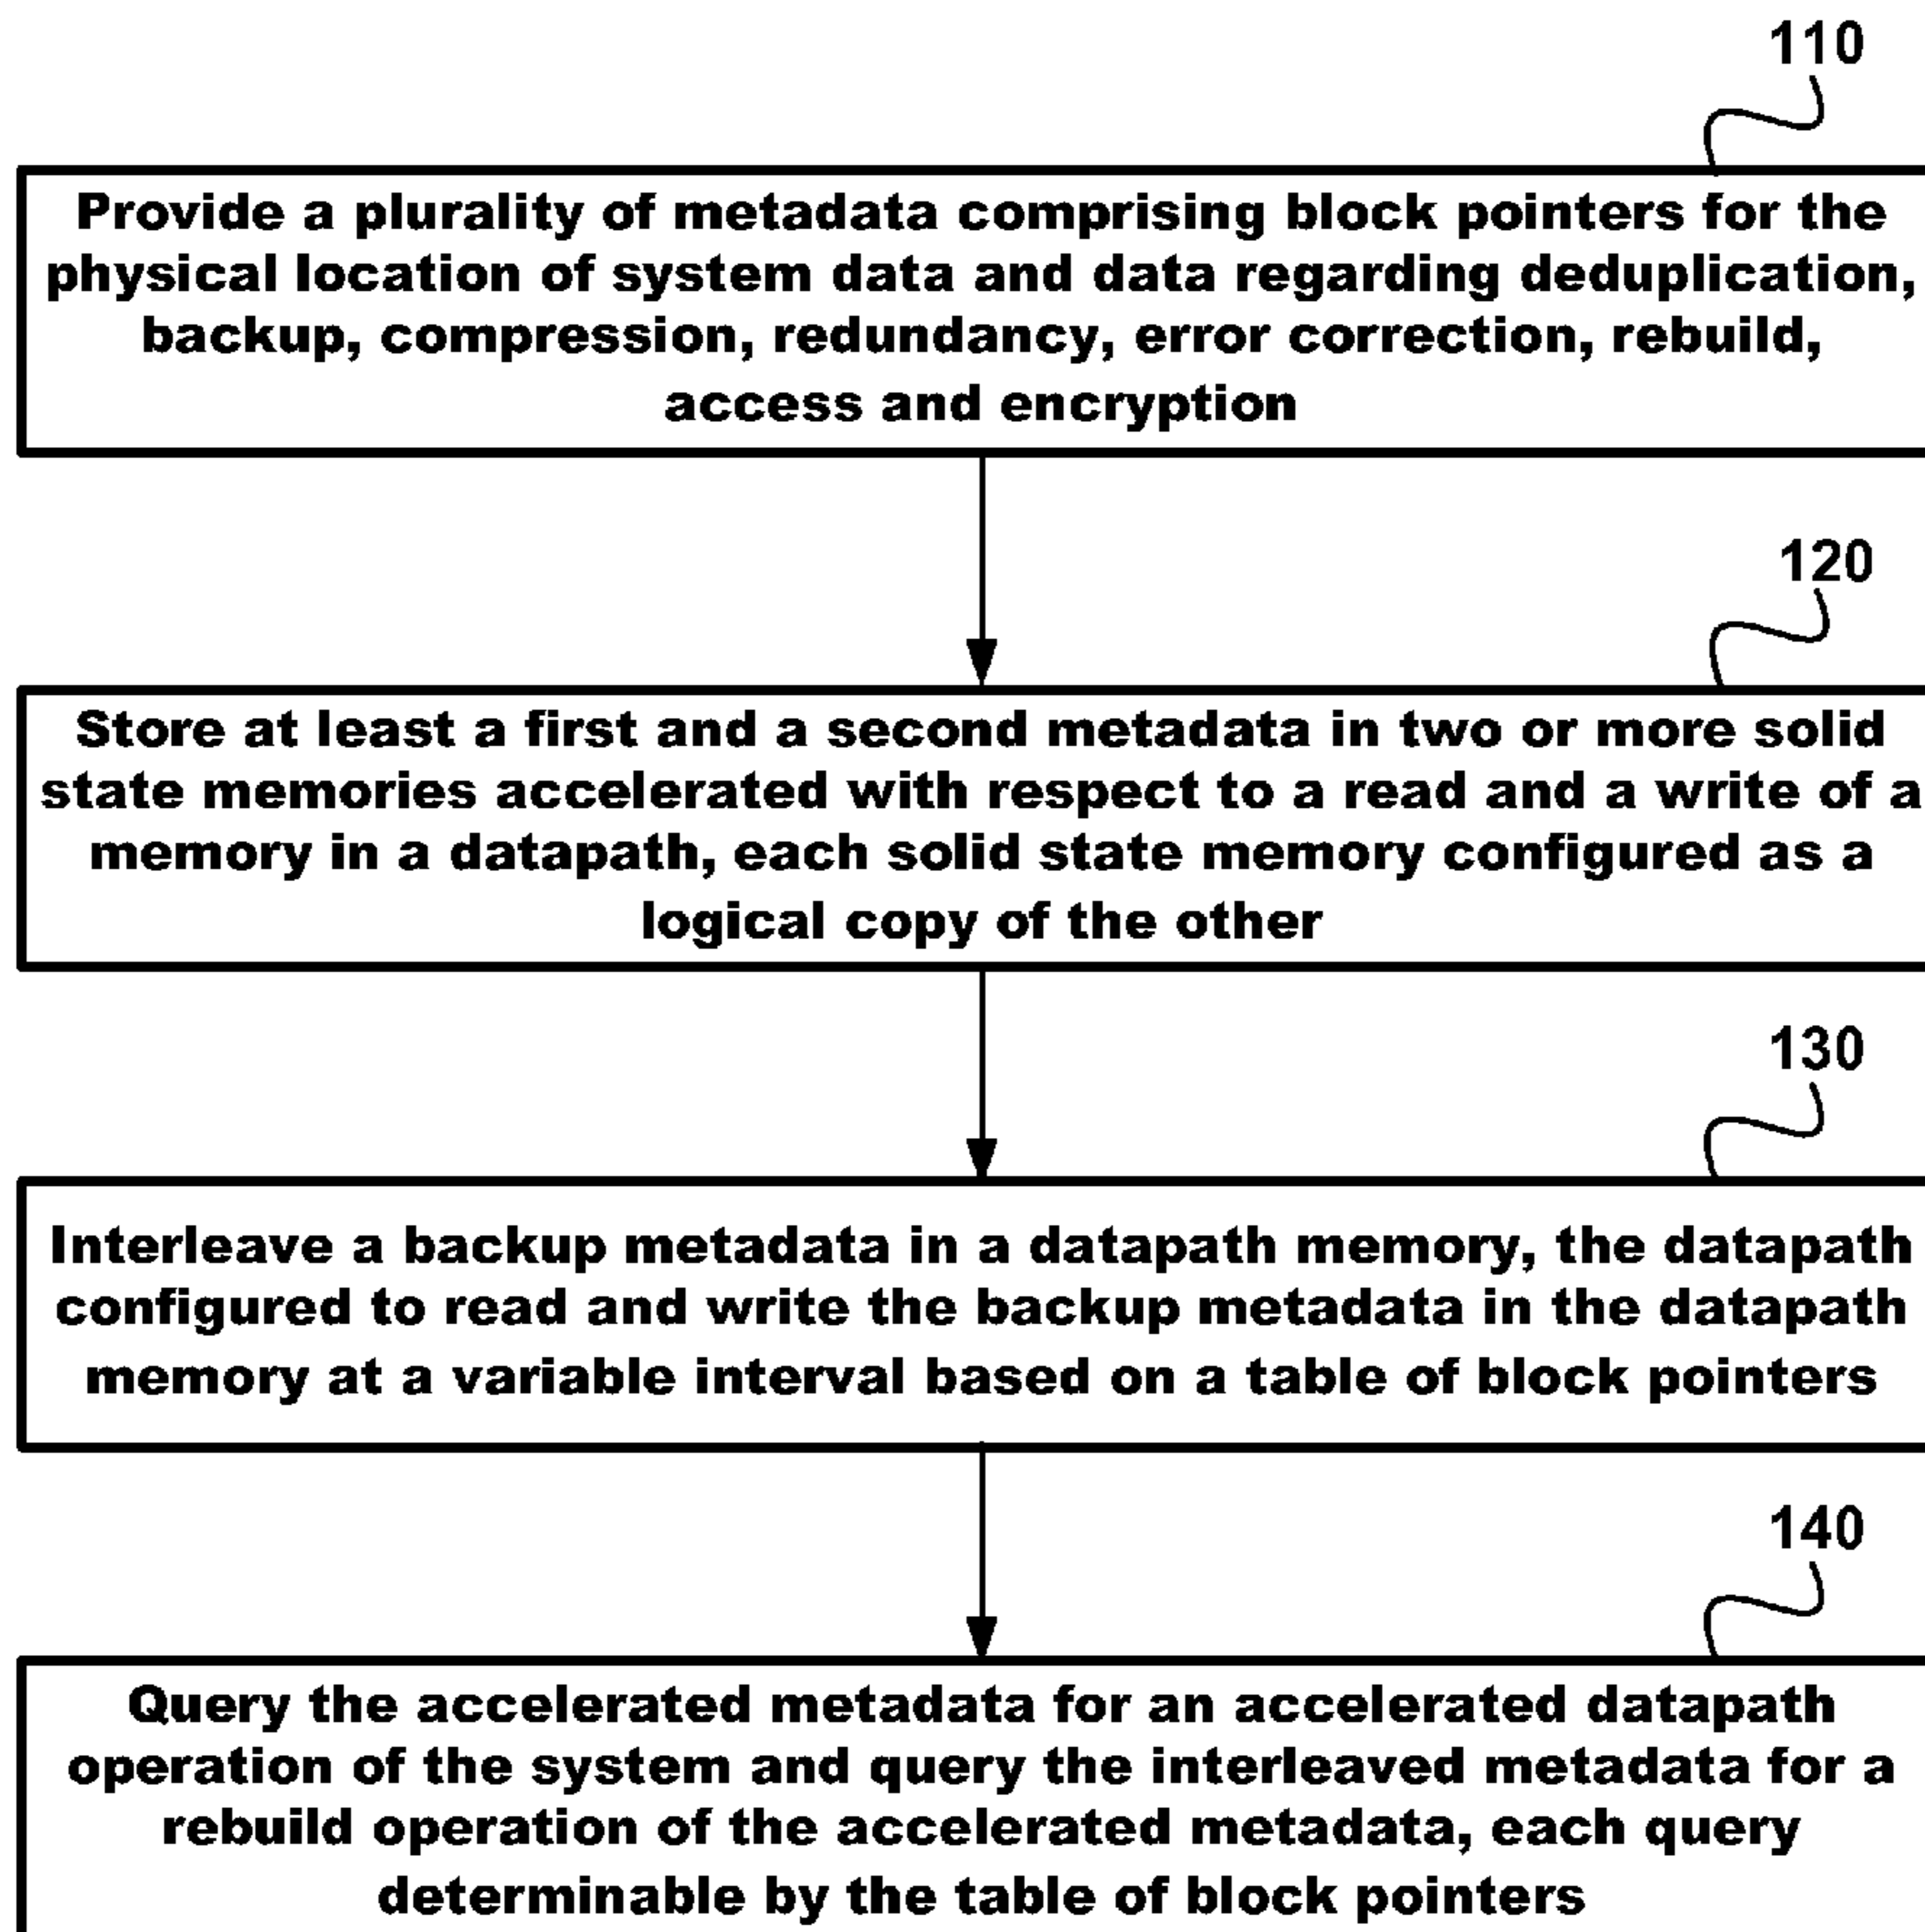 110
Provide a plurality of metadata comprising block pointers for the
physical location of system data and data regarding deduplication,
backup, compression, redundancy, error correction, rebuild,
access and encryption
120
Store at least a first and a second metadata in two or more solid
state memories accelerated with respect to a read and a write of a
memory in a datapath, each solid state memory configured as a
logical copy of the other
130
Interleave a backup metadata in a datapath memory, the datapath
configured to read and write the backup metadata in the datapath
memory at a variable interval based on a table of block pointers
140
Query the accelerated metadata for an accelerated datapath
operation of the system and query the interleaved metadata for a
rebuild operation of the accelerated metadata, each query
determinable by the table of block pointers